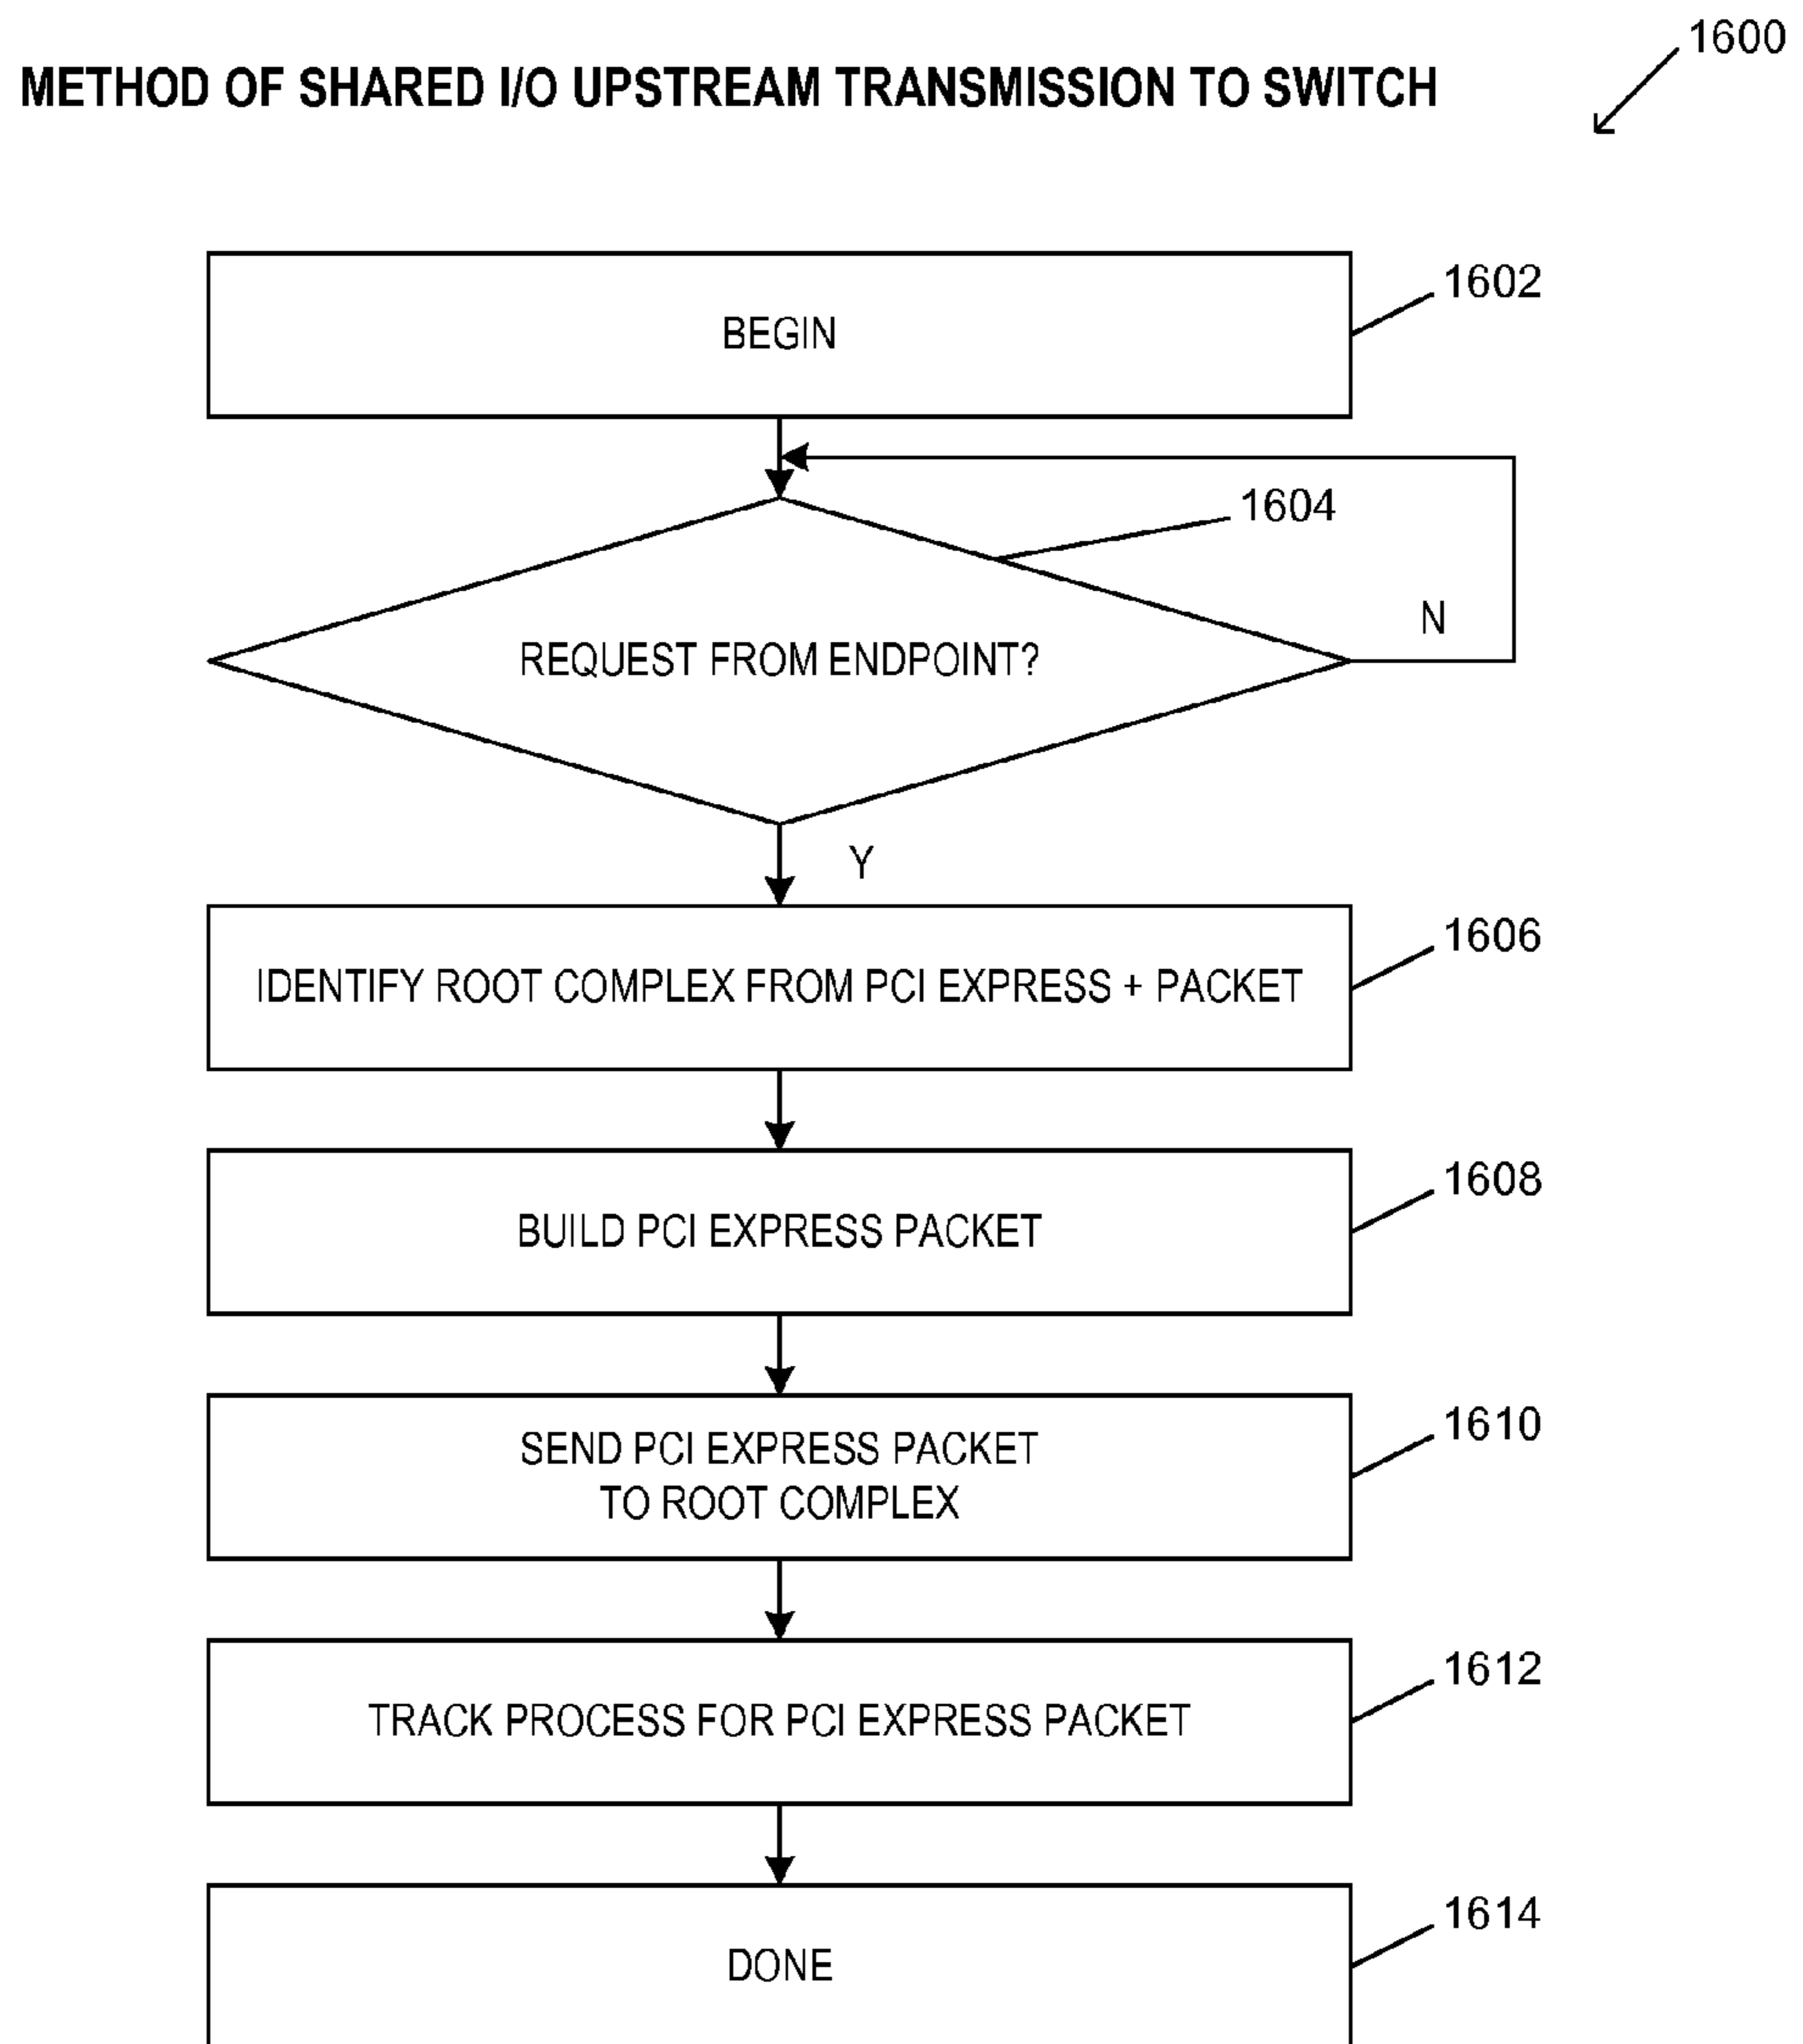 1600
METHOD OF SHARED I/O UPSTREAM TRANSMISSION TO SWITCH
BEGIN
1602
1604
REQUEST FROM ENDPOINT?
N
Y
IDENTIFY ROOT COMPLEX FROM PCI EXPRESS + PACKET
1606
BUILD PCI EXPRESS PACKET
1608
SEND PCI EXPRESS PACKET
TO ROOT COMPLEX
1610
TRACK PROCESS FOR PCI EXPRESS PACKET
1612
DONE
1614